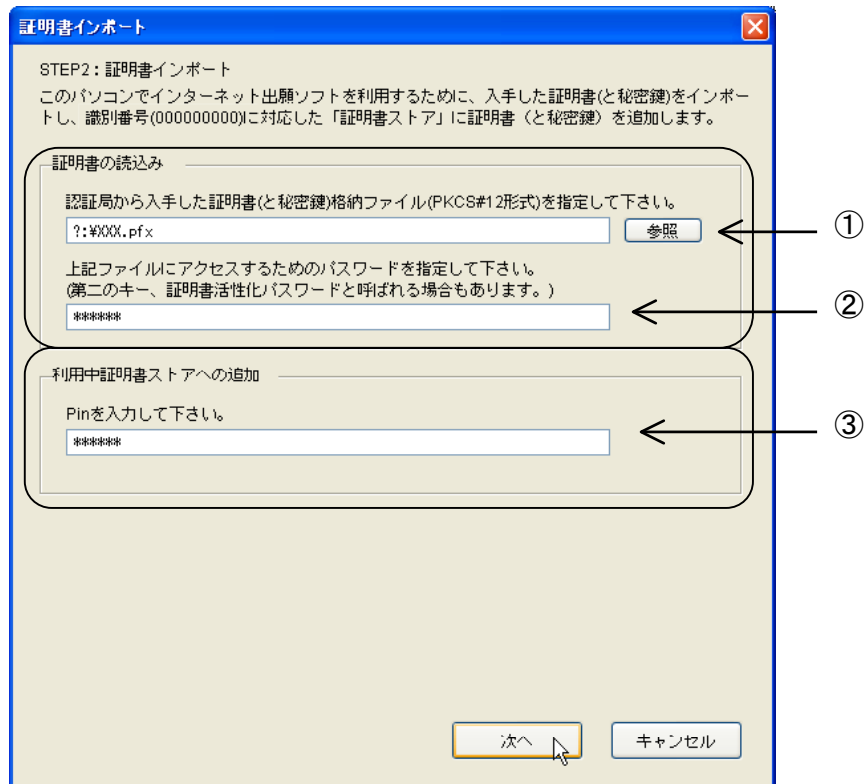 証明書インポート
STEP2：証明書インポート
このパソコンでインターネット出願ソフトを利用するために、入手した証明書(と秘密鍵)をインポー
トし、識別番号(000000000)に対応した「証明書ストア」に証明書（と秘密鍵）を追加します。
証明書の読込み
認証局から入手した証明書(と秘密鍵)格納ファイル(PKCS#12形式)を指定して下さい。
?:¥XXX.pfx
参照
①
上記ファイルにアクセスするためのパスワードを指定して下さい。
(第二のキー、証明書活性化パスワードと呼ばれる場合もあります。)
******
②
利用中証明書ストアへの追加
Pinを入力して下さい。
******
③
次へ
キャンセル